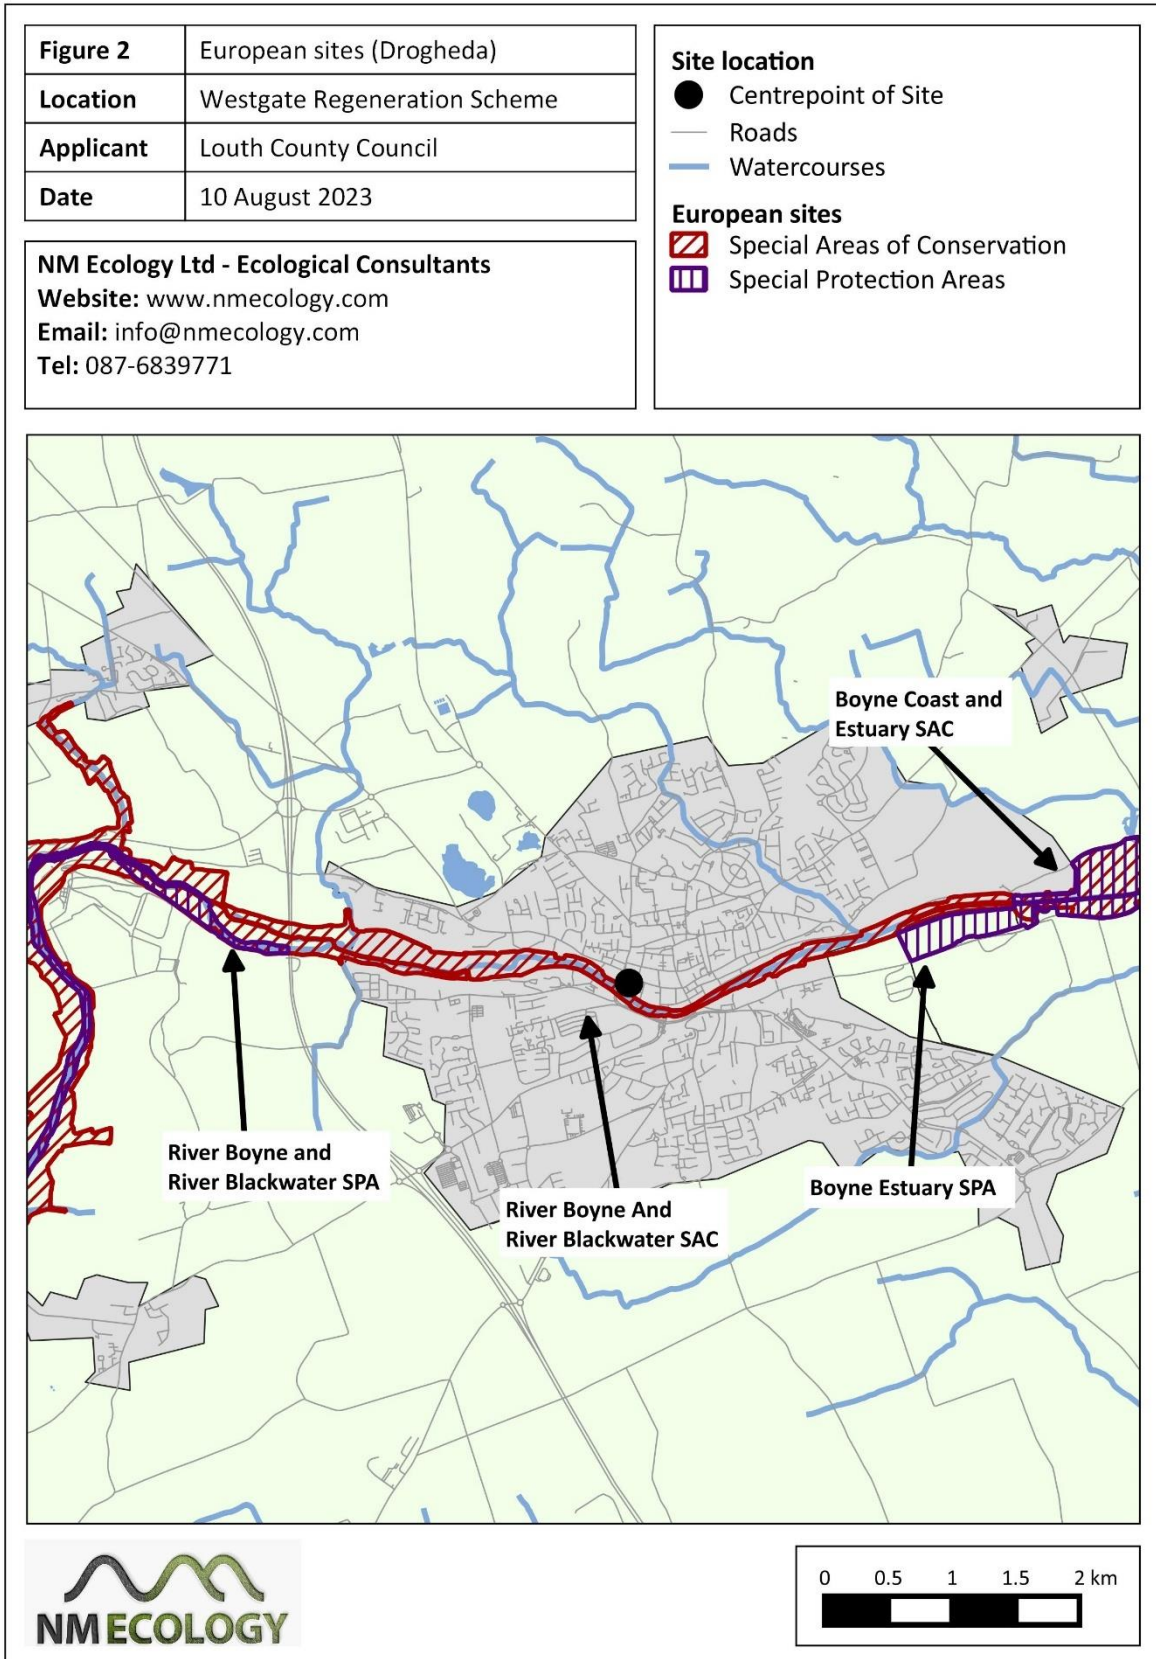 Figure 2 European sites (Drogheda)
Location Westgate Regeneration Scheme
Applicant Louth County Council
Date 10 August 2023
NM Ecology Ltd - Ecological Consultants
Website: www.nmecology.com
Email: info@nmecology.com
Tel: 087-6839771
Site location
Centrepoint of Site
Roads
Watercourses
European sites
Special Areas of Conservation
Special Protection Areas
Boyne Coast and
Estuary SAC
River Boyne and
River Blackwater SPA
River Boyne And
River Blackwater SAC
Boyne Estuary SPA
NM ECOLOGY
0 0.5 1 1.5 2 km